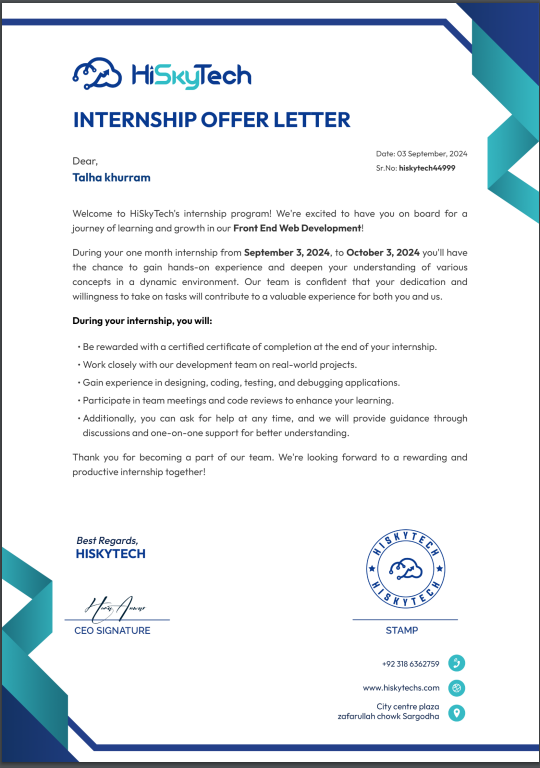 HiSkyTech
INTERNSHIP OFFER LETTER
Date: 03 September, 2024
Sr.No: hiskytech44999
Dear,
Talha khurram
Welcome to HiSkyTech's internship program! We're excited to have you on board for a
journey of learning and growth in our Front End Web Development!
During your one month internship from September 3, 2024, to October 3, 2024 you'll have
the chance to gain hands-on experience and deepen your understanding of various
concepts in a dynamic environment. Our team is confident that your dedication and
willingness to take on tasks will contribute to a valuable experience for both you and us.
During your internship, you will:
• Be rewarded with a certified certificate of completion at the end of your internship.
• Work closely with our development team on real-world projects.
• Gain experience in designing, coding, testing, and debugging applications.
• Participate in team meetings and code reviews to enhance your learning.
• Additionally, you can ask for help at any time, and we will provide guidance through
discussions and one-on-one support for better understanding.
Thank you for becoming a part of our team. We're looking forward to a rewarding and
productive internship together!
Best Regards,
HISKYTECH
CEO SIGNATURE
HISKYTECH
HISKYTECH
STAMP
+92 318 6362759
www.hiskytechs.com
City centre plaza
zafarullah chowk Sargodha